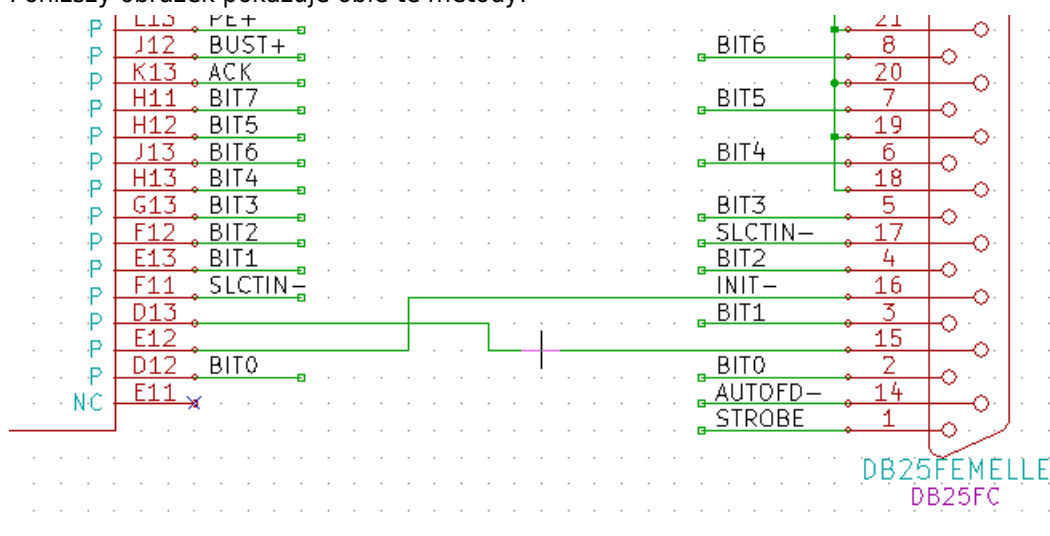 Poniższy obrazek pokazuje obie te metody:
P L13 PE+
P J12 BUST+
P K13 ACK
P H11 BIT7
P H12 BIT5
P J13 BIT6
P H13 BIT4
P G13 BIT3
P F12 BIT2
P E13 BIT1
P F11 SLCTIN-
P D13
P E12
P D12 BIT0
NC E11
21
BIT6 8
20
BIT5 7
19
BIT4 6
18
BIT3 5
SLCTIN- 17
BIT2 4
INIT- 16
BIT1 3
15
BIT0 2
AUTOFD- 14
STROBE 1
DB25FEMELLE
DB25FC